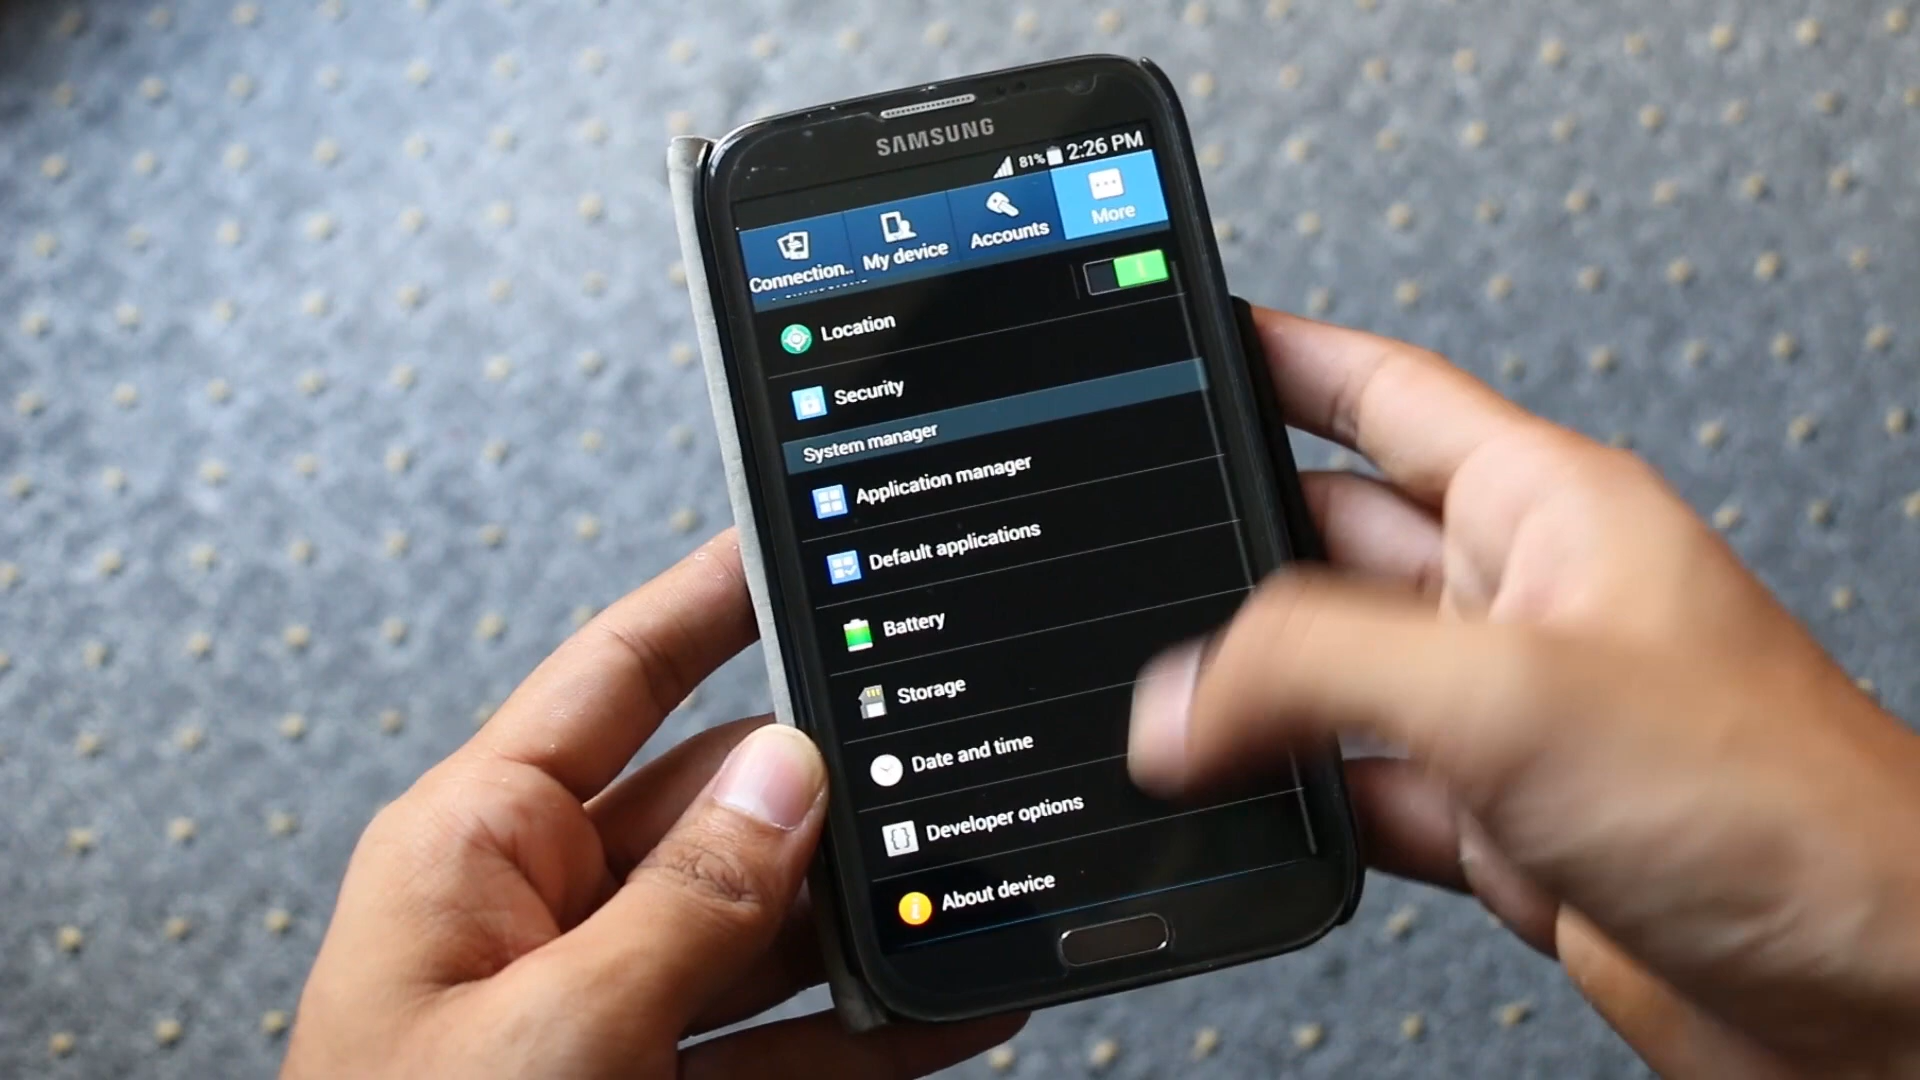 SAMSUNG
81% 2:26 PM
Connection.. My device Accounts More
Location
Security
System manager
Application manager
Default applications
Battery
Storage
Date and time
Developer options
About device